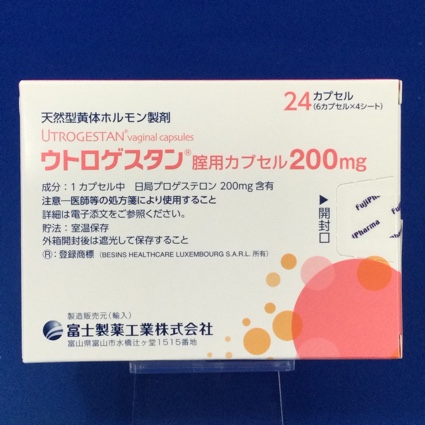 24カプセル
(6カプセル×4シート)
天然型黄体ホルモン製剤
UTROGESTAN® vaginal capsules
ウトロゲスタン®腟用カプセル200mg
成分：1カプセル中　日局プロゲステロン 200mg 含有
注意－医師等の処方箋により使用すること
詳細は電子添文をご参照ください。
貯法：室温保存
外箱開封後は遮光して保存すること
®：登録商標（BESINS HEALTHCARE LUXEMBOURG S.A.R.L. 所有）
▶開封口
FujiPharma
iPharma
製造販売元（輸入）
富士製薬工業株式会社
富山県富山市水橋辻ヶ堂1515番地